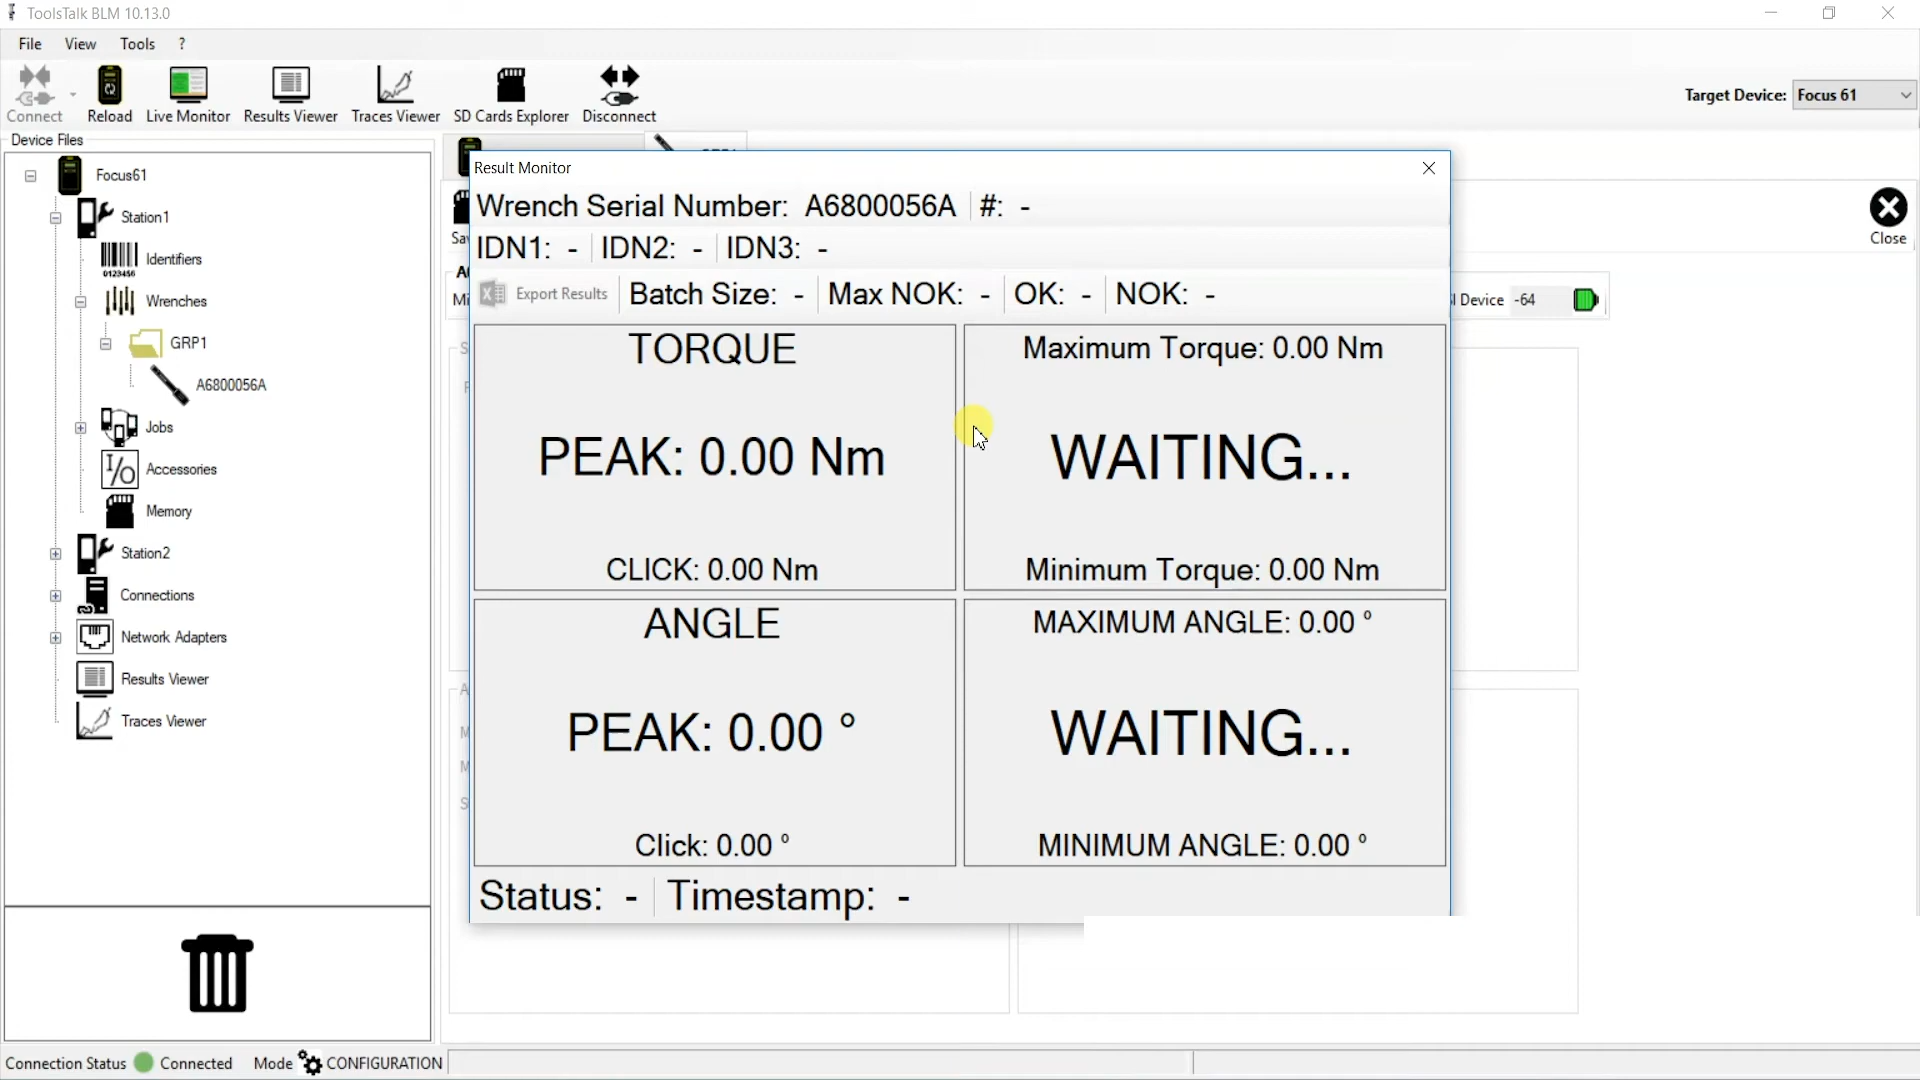 ToolsTalk BLM 10.13.0
File View Tools ?
Connect Reload Live Monitor Results Viewer Traces Viewer SD Cards Explorer Disconnect
Target Device: Focus 61
Device Files
Focus61
Station1
0123456
Identifiers
Wrenches
GRP1
A6800056A
Jobs
I/O Accessories
Memory
Station2
Connections
Network Adapters
Results Viewer
Traces Viewer
Result Monitor
Wrench Serial Number: A6800056A #: -
IDN1: - IDN2: - IDN3: -
Export Results Batch Size: - Max NOK: - OK: - NOK: -
TORQUE
PEAK: 0.00 Nm
CLICK: 0.00 Nm
Maximum Torque: 0.00 Nm
WAITING...
Minimum Torque: 0.00 Nm
ANGLE
PEAK: 0.00 °
Click: 0.00 °
MAXIMUM ANGLE: 0.00 °
WAITING...
MINIMUM ANGLE: 0.00 °
Status: - Timestamp: -
Close
Device -64
Connection Status Connected Mode CONFIGURATION